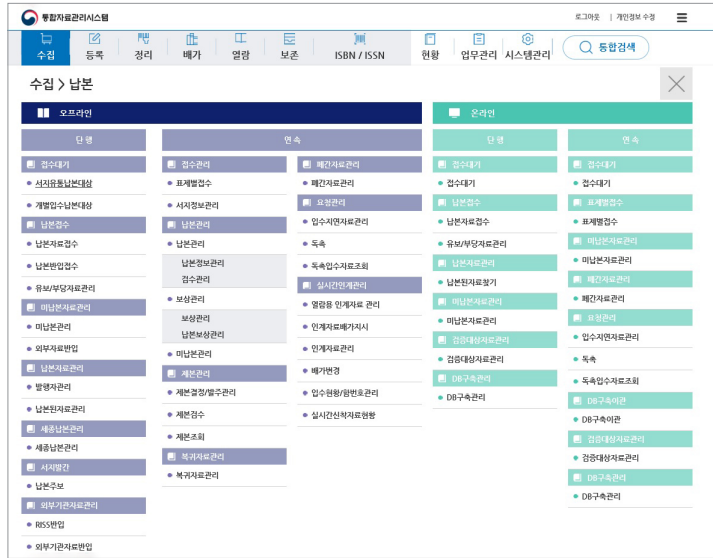 통합자료관리시스템
로그아웃 | 개인정보 수정
수집 등록 정리 배가 열람 보존 ISBN / ISSN 현황 업무관리 시스템관리 통합검색
수집 > 납본
오프라인
단행
접수대기
서지유통납본대상
개별입수납본대상
납본접수
납본자료접수
납본반입접수
유보/부당자료관리
미납본자료관리
미납본관리
외부자료반입
납본자료관리
발행자관리
납본된자료관리
세종납본관리
세종납본관리
서지발간
납본주보
외부기관자료관리
RISS반입
외부기관자료반입
연속
접수관리
표제별접수
서지정보관리
납본관리
납본관리
납본정보관리
검수관리
보상관리
보상관리
납본보상관리
미납본관리
제본관리
제본결정/발주관리
제본검수
제본조회
복귀자료관리
복귀자료관리
폐간자료관리
폐간자료관리
요청관리
입수지연자료관리
독촉
독촉입수자료조회
실시간인계관리
열람용 인계자료 관리
인계자료배가지시
인계자료관리
배가변경
입수현황/함번호관리
실시간신착자료현황
온라인
단행
접수대기
접수대기
납본접수
납본자료접수
유보/부당자료관리
납본자료관리
납본된자료찾기
미납본자료관리
미납본자료관리
검증대상자료관리
검증대상자료관리
DB구축관리
DB구축관리
연속
접수대기
접수대기
표제별접수
표제별접수
미납본자료관리
미납본자료관리
폐간자료관리
폐간자료관리
요청관리
입수지연자료관리
독촉
독촉입수자료조회
DB구축이관
DB구축이관
검증대상자료관리
검증대상자료관리
DB구축관리
DB구축관리